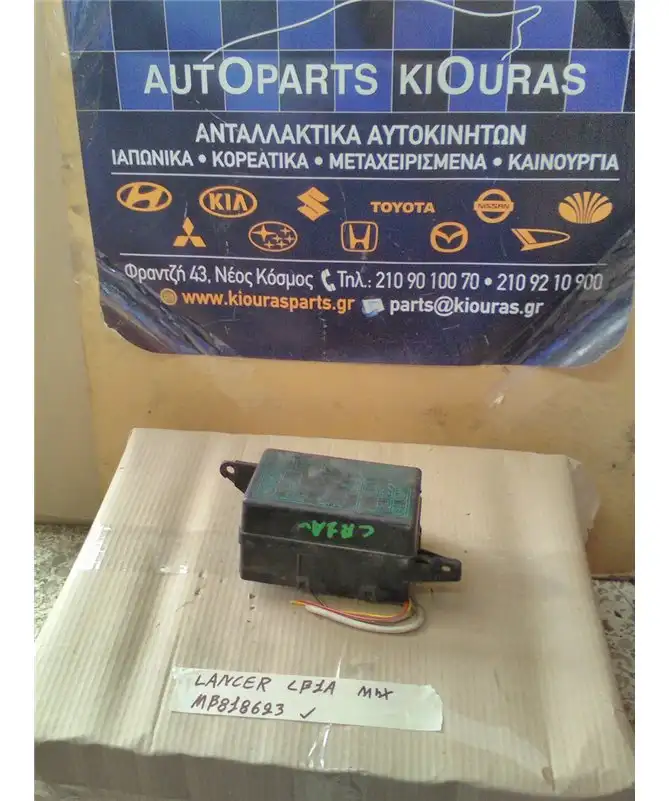 AUTOPARTS KIOURAS
ΑΝΤΑΛΛΑΚΤΙΚΑ ΑΥΤΟΚΙΝΗΤΩΝ
ΙΑΠΩΝΙΚΑ • ΚΟΡΕΑΤΙΚΑ • ΜΕΤΑΧΕΙΡΙΣΜΕΝΑ • ΚΑΙΝΟΥΡΓΙΑ
KIA TOYOTA NISSAN
Φραντζή 43, Νέος Κόσμος Τηλ.: 210 90 100 70 • 210 92 10 900
www.kiourasparts.gr parts@kiouras.gr
CB1A
LANCER CB1A
MB818623 ✓